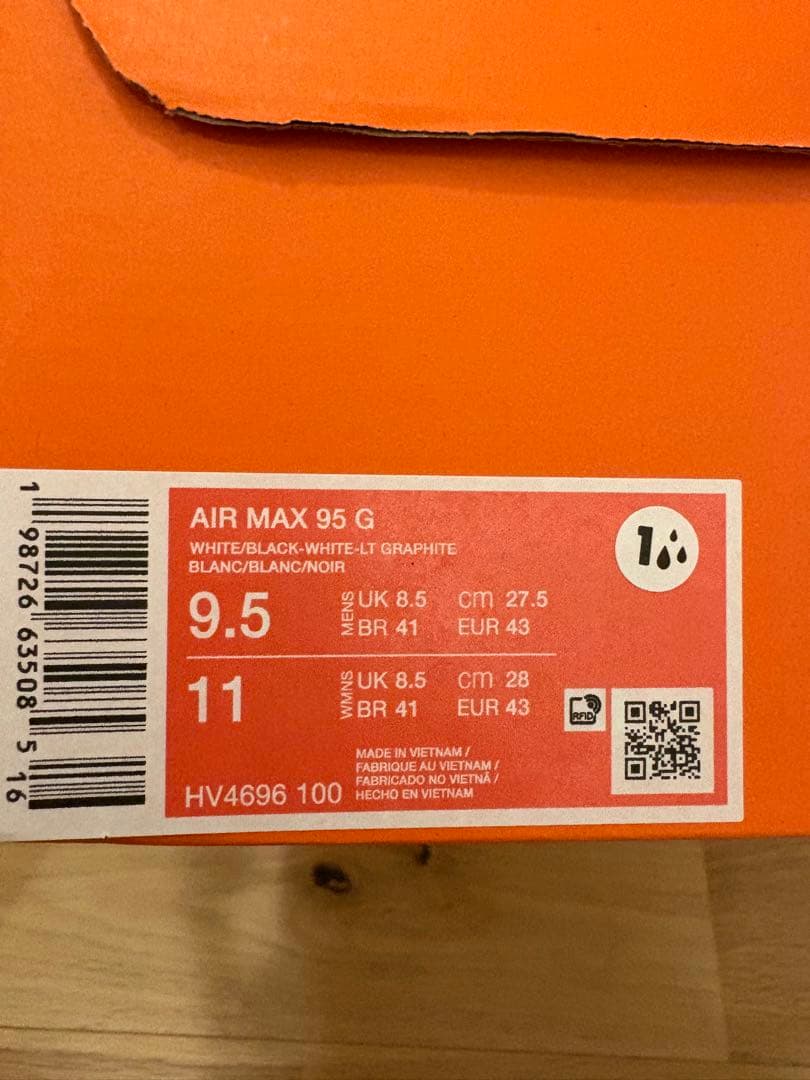 AIR MAX 95 G
WHITE/BLACK-WHITE-LT GRAPHITE
BLANC/BLANC/NOIR
9.5 MENS UK 8.5 cm 27.5
BR 41 EUR 43
11 WMNS UK 8.5 cm 28
BR 41 EUR 43
RFID
MADE IN VIETNAM /
FABRIQUE AU VIETNAM /
FABRICADO NO VIETNÃ /
HECHO EN VIETNAM
HV4696 100
1
1 98726 63508 5 16